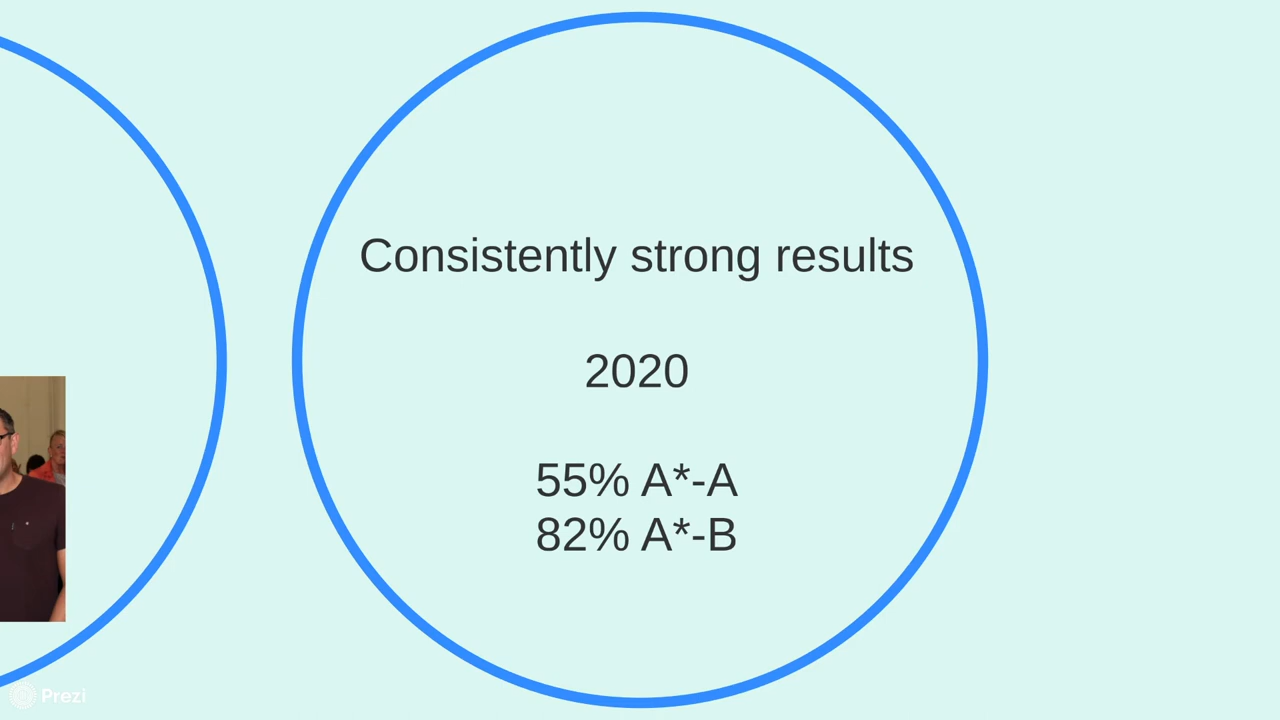 Consistently strong results
2020
55% A*-A
82% A*-B
Prezi